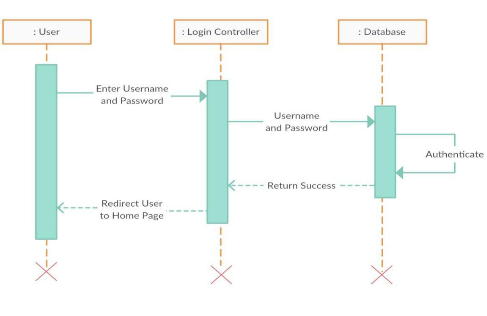 : User
: Login Controller
: Database
Enter Username
and Password
Username
and Password
Authenticate
Return Success
Redirect User
to Home Page